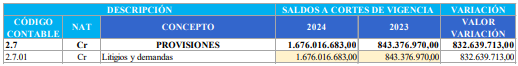 DESCRIPCIÓN SALDOS A CORTES DE VIGENCIA VARIACIÓN
CÓDIGO CONTABLE NAT CONCEPTO 2024 2023 VALOR VARIACIÓN
2.7 Cr PROVISIONES 1.676.016.683,00 843.376.970,00 832.639.713,00
2.7.01 Cr Litigios y demandas 1.676.016.683,00 843.376.970,00 832.639.713,00